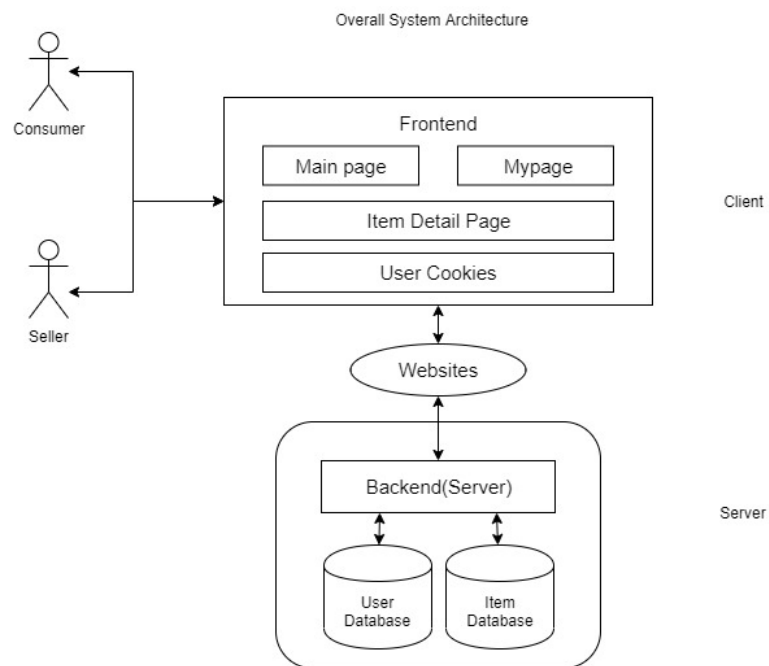 Overall System Architecture
Consumer
Frontend
Main page
Mypage
Item Detail Page
User Cookies
Client
Seller
Websites
Backend(Server)
Server
User
Database
Item
Database